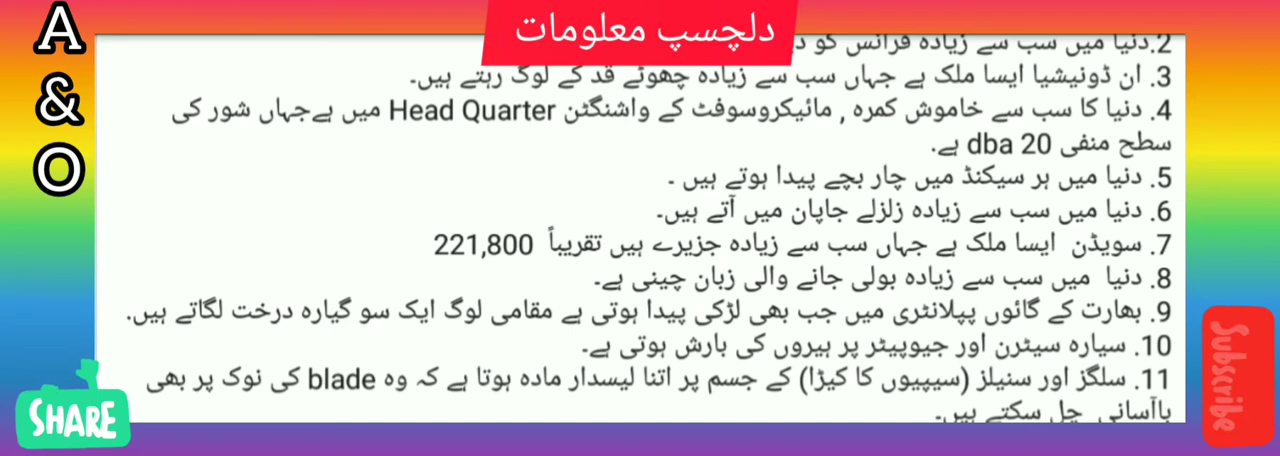 A
&
O
دلچسپ معلومات
2.دنیا میں سب سے زیادہ فرانس کو
3. ان ڈونیشیا ایسا ملک ہے جہاں سب سے زیادہ چھوٹے قد کے لوگ رہتے ہیں۔
4. دنیا کا سب سے خاموش کمرہ , مائیکروسوفٹ کے واشنگٹن Head Quarter میں ہےجہاں شور کی
سطح منفی 20 dba ہے.
5. دنیا میں ہر سیکنڈ میں چار بچے پیدا ہوتے ہیں ۔
6. دنیا میں سب سے زیادہ زلزلے جاپان میں آتے ہیں۔
7. سویڈن ایسا ملک ہے جہاں سب سے زیادہ جزیرے ہیں تقریباً 221,800
8. دنیا میں سب سے زیادہ بولی جانے والی زبان چینی ہے۔
9. بھارت کے گائوں پپلانٹری میں جب بھی لڑکی پیدا ہوتی ہے مقامی لوگ ایک سو گیارہ درخت لگاتے ہیں.
10. سیارہ سیٹرن اور جیوپیٹر پر ہیروں کی بارش ہوتی ہے۔
11. سلگز اور سنیلز (سیپیوں کا کیڑا) کے جسم پر اتنا لیسدار مادہ ہوتا ہے کہ وہ blade کی نوک پر بھی
باآسانی چل سکتے ہیں۔
SHARE
Subscribe